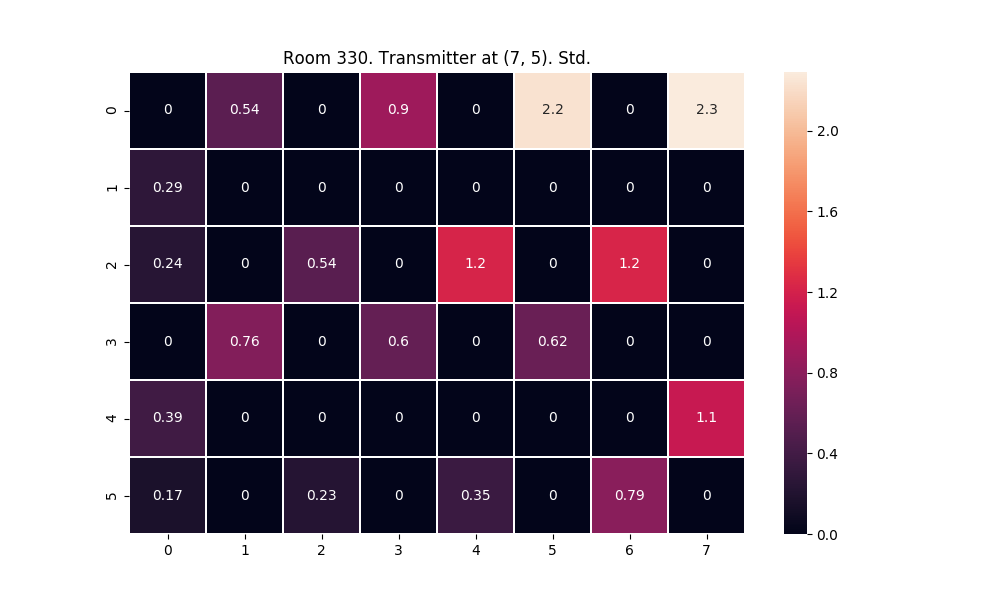 Room 330. Transmitter at (7, 5). Std.
0 0 0.54 0 0.9 0 2.2 0 2.3
1 0.29 0 0 0 0 0 0 0
2 0.24 0 0.54 0 1.2 0 1.2 0
3 0 0.76 0 0.6 0 0.62 0 0
4 0.39 0 0 0 0 0 0 1.1
5 0.17 0 0.23 0 0.35 0 0.79 0
0 1 2 3 4 5 6 7
2.0
1.6
1.2
0.8
0.4
0.0